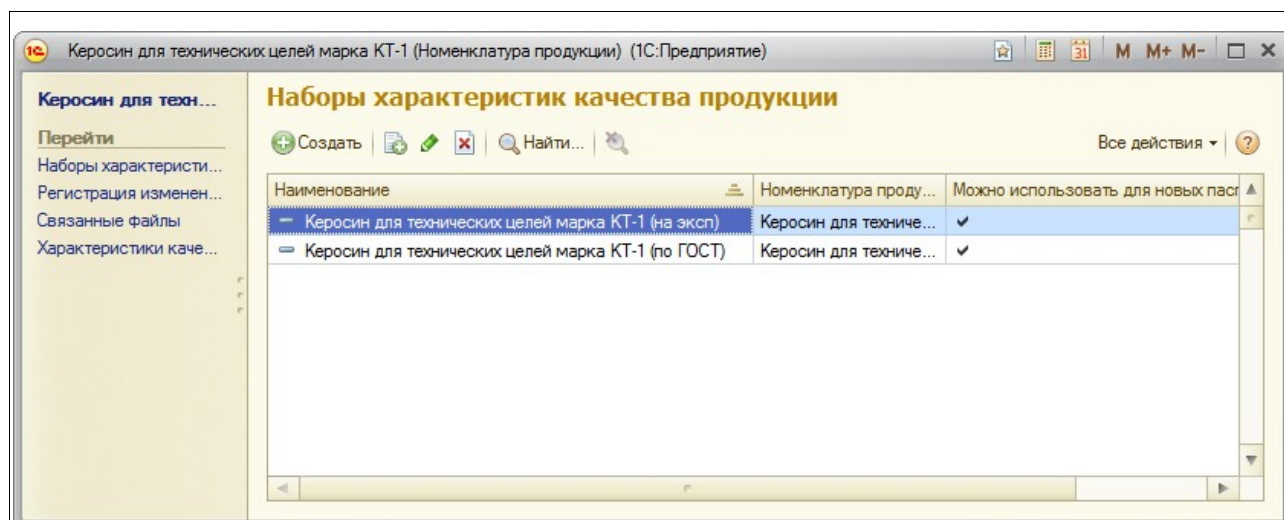 Керосин для технических целей марка КТ-1 (Номенклатура продукции) (1С:Предприятие)
31 M M+ M-
Керосин для техн...
Перейти
Наборы характеристи...
Регистрация изменен...
Связанные файлы
Характеристики каче...
Наборы характеристик качества продукции
Создать Найти... Все действия
Наименование Номенклатура проду... Можно использовать для новых пасп
Керосин для технических целей марка КТ-1 (на эксп) Керосин для техниче...
Керосин для технических целей марка КТ-1 (по ГОСТ) Керосин для техниче...